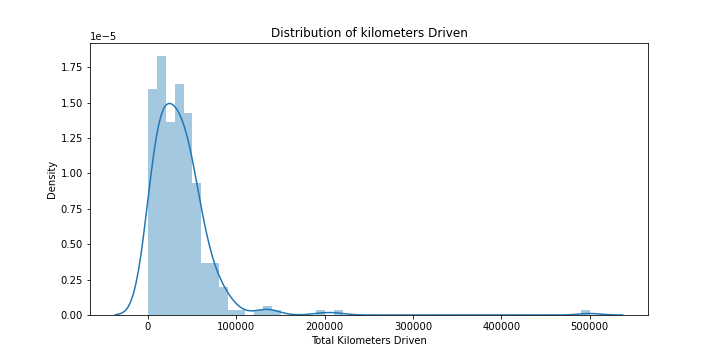 Distribution of kilometers Driven
1e−5
1.75
1.50
1.25
1.00
0.75
0.50
0.25
0.00
Density
0 100000 200000 300000 400000 500000
Total Kilometers Driven